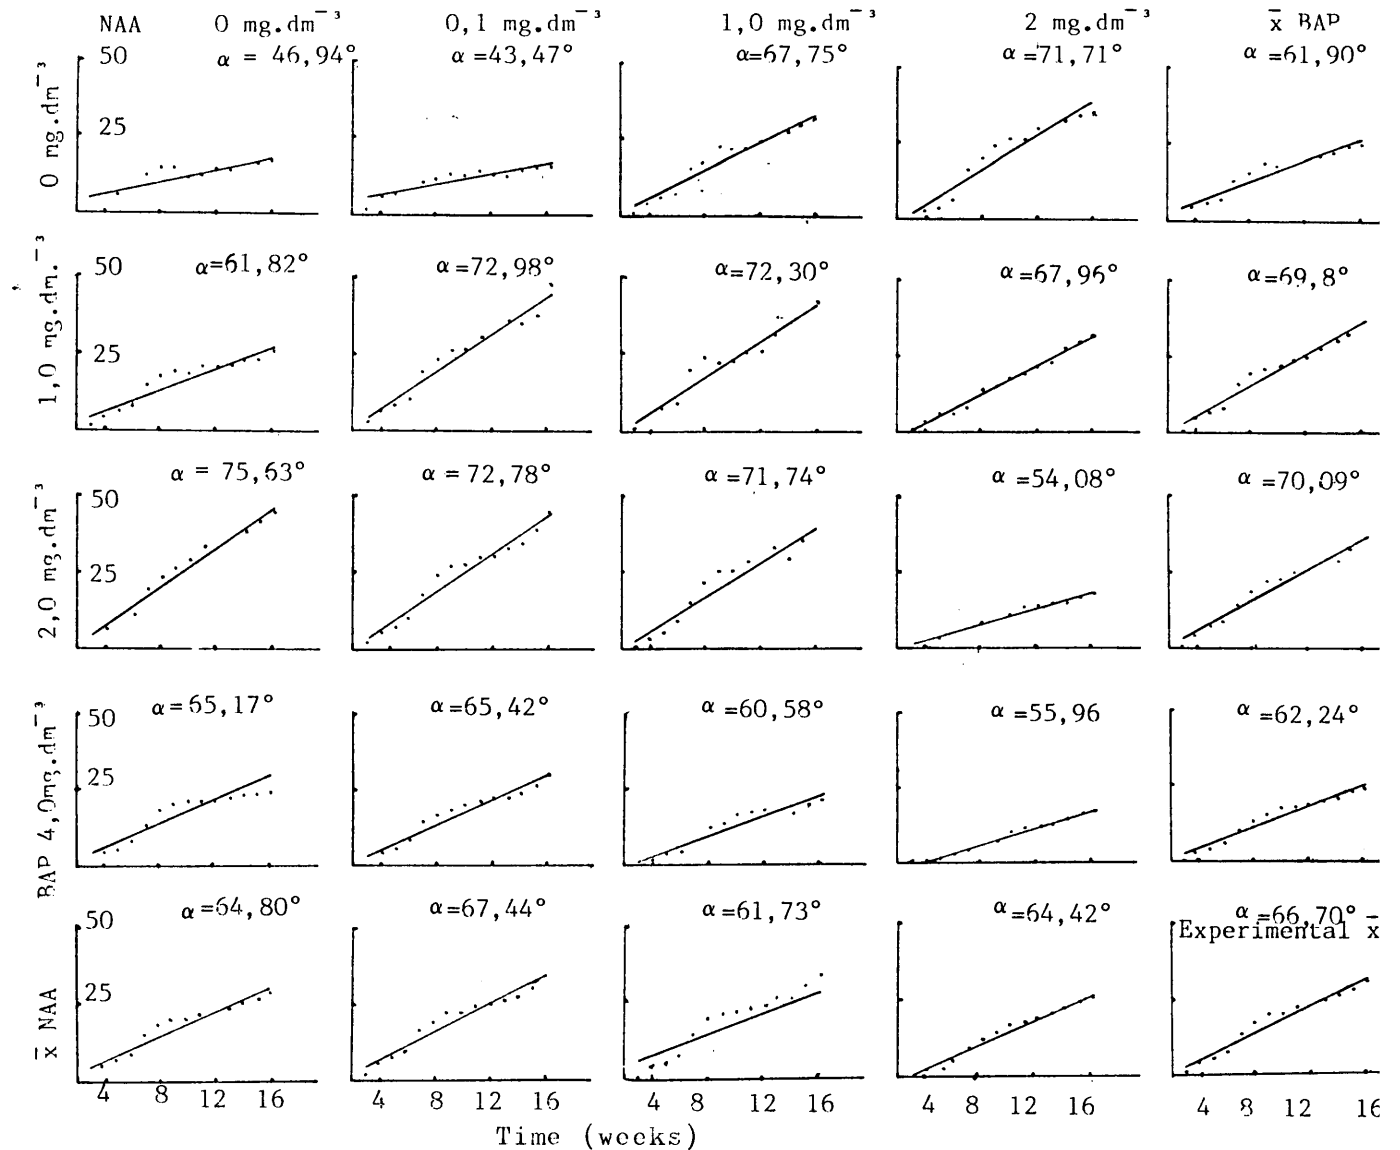 NAA 0 mg.dm⁻³ 0,1 mg.dm⁻³ 1,0 mg.dm⁻³ 2 mg.dm⁻³ x̄ BAP
0 mg.dm⁻³
50 α = 46,94° α =43,47° α=67,75° α =71,71° α =61,90°
25
1,0 mg.dm.⁻³
50 α=61,82° α=72,98° α=72,30° α=67,96° α=69,8°
25
2,0 mg.dm⁻³
α = 75,63° α = 72,78° α =71,74° α =54,08° α =70,09°
50
25
BAP 4,0mg.dm⁻³
50 α=65,17° α=65,42° α =60,58° α =55,96 α =62,24°
25
x̄ NAA
50 α=64,80° α=67,44° α=61,73° α=64,42° α=66,70°
Experimental x̄
25
4 8 12 16 4 8 12 16 4 8 12 16 4 8 12 16 4 8 12 16
Time (weeks)